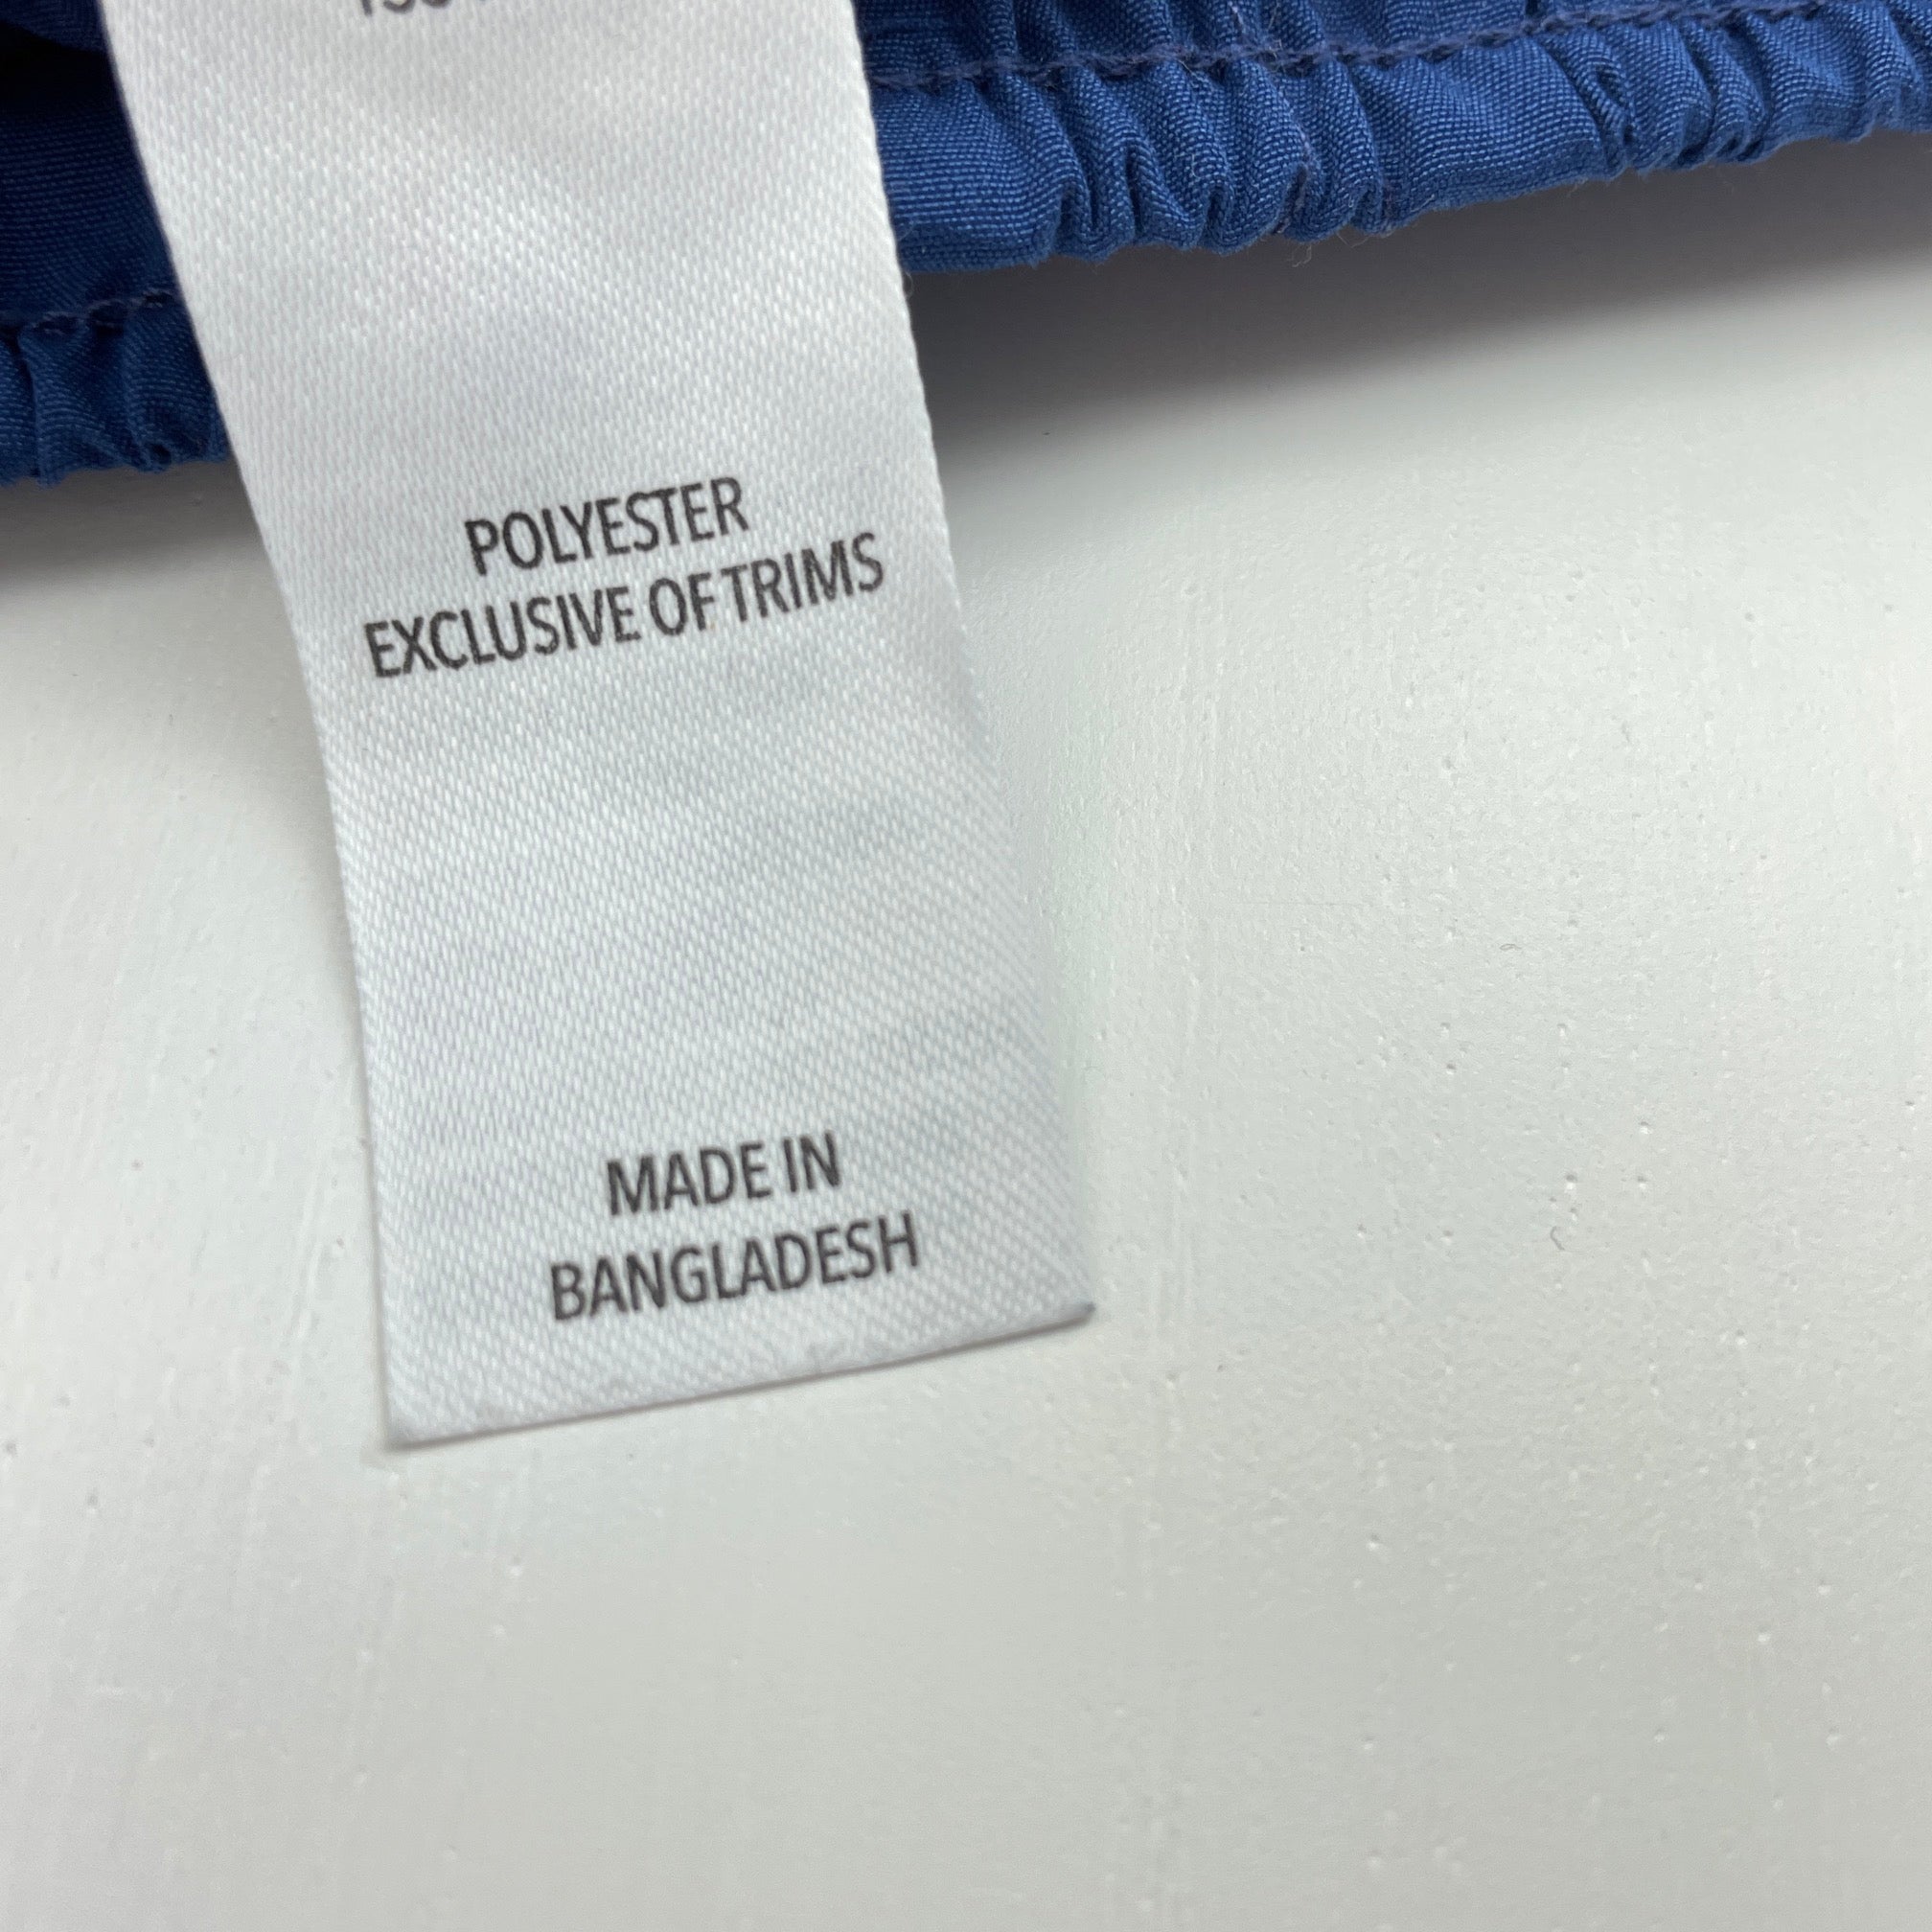 POLYESTER
EXCLUSIVE OF TRIMS
MADE IN
BANGLADESH